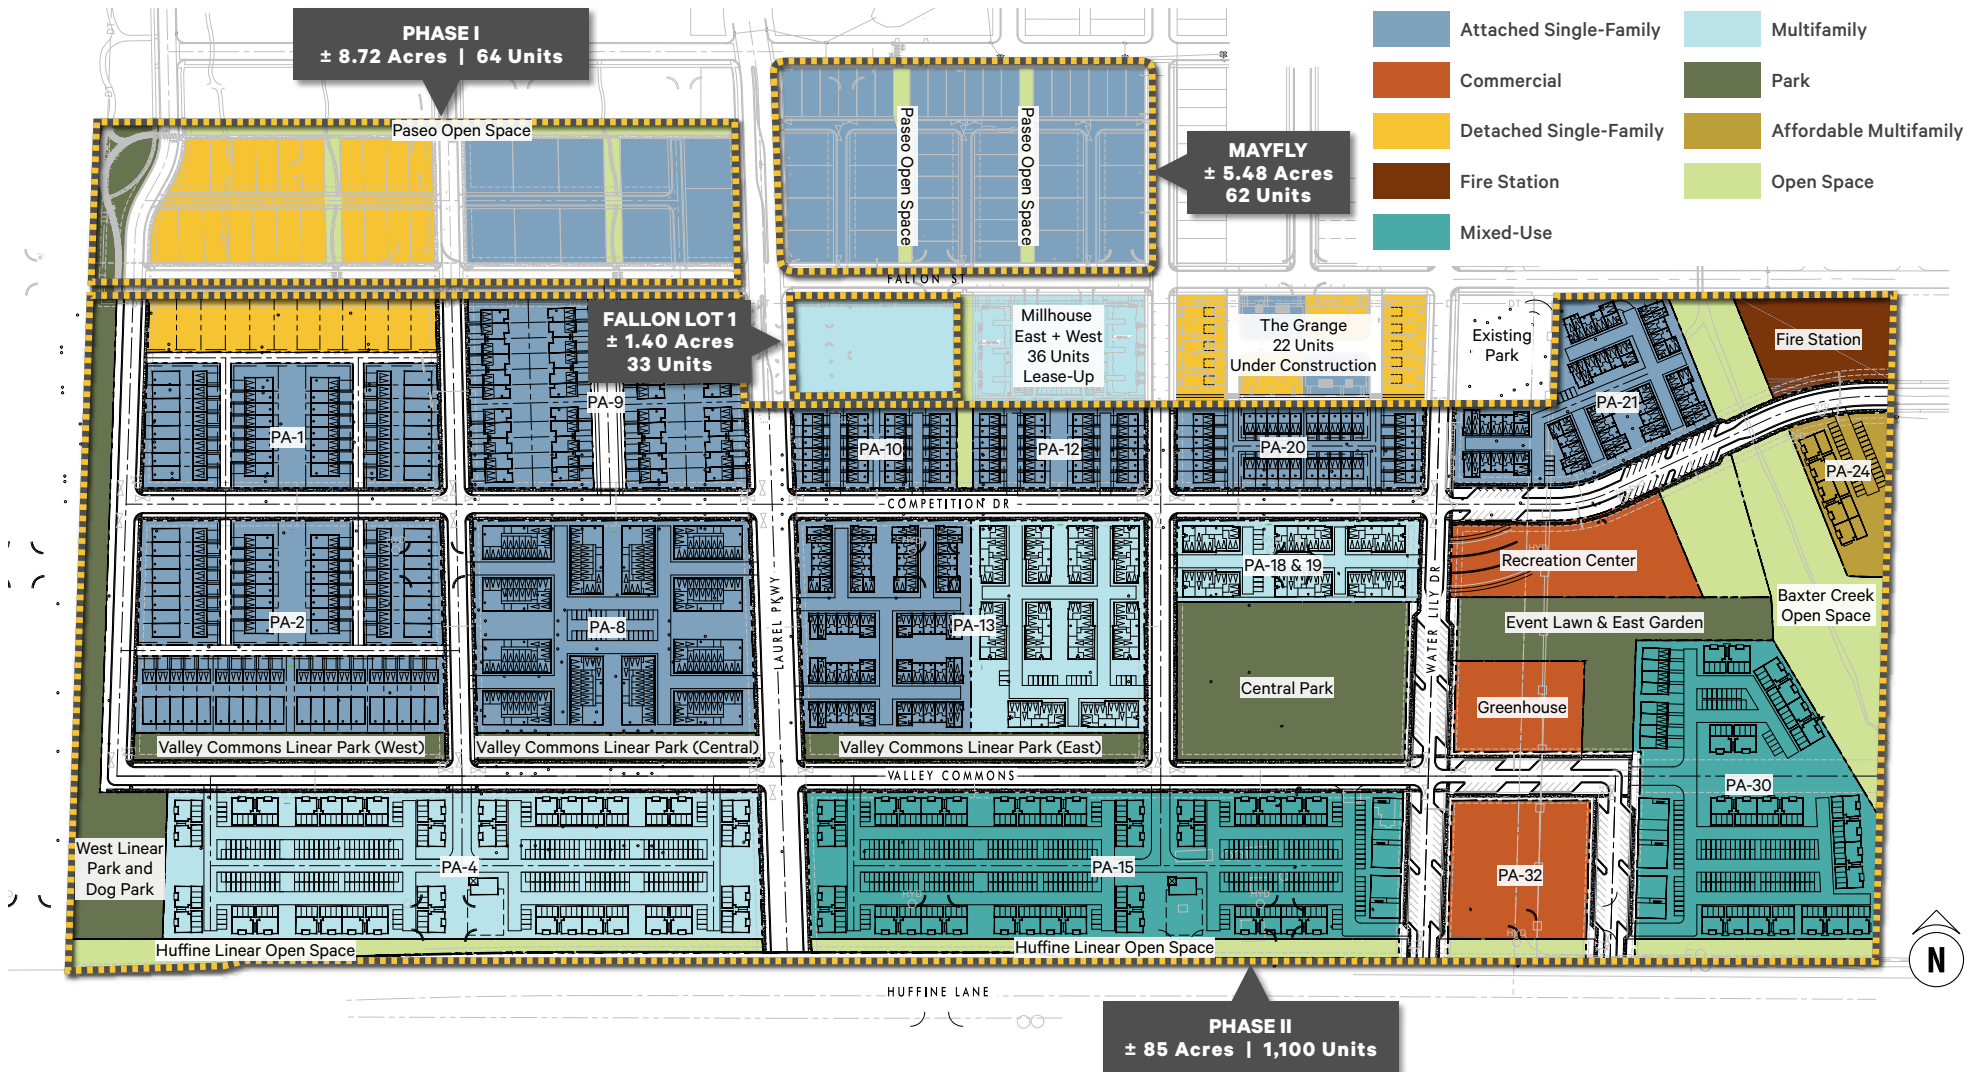 PHASE I
± 8.72 Acres | 64 Units
Attached Single-Family
Multifamily
Commercial
Park
Detached Single-Family
Affordable Multifamily
Fire Station
Open Space
Mixed-Use
Paseo Open Space
Paseo Open Space
Paseo Open Space
MAYFLY
± 5.48 Acres
62 Units
FALLON ST
FALLON LOT 1
± 1.40 Acres
33 Units
Millhouse
East + West
36 Units
Lease-Up
The Grange
22 Units
Under Construction
Existing
Park
Fire Station
PA-1
PA-9
PA-10
PA-12
PA-20
PA-21
PA-24
COMPETITION DR
PA-2
PA-8
LAUREL PKWY
PA-13
PA-18 & 19
WATER LILY DR
Recreation Center
Event Lawn & East Garden
Baxter Creek
Open Space
Central Park
Greenhouse
Valley Commons Linear Park (West)
Valley Commons Linear Park (Central)
Valley Commons Linear Park (East)
VALLEY COMMONS
PA-30
West Linear
Park and
Dog Park
PA-4
PA-15
PA-32
HYD
HYD
HYD
Huffine Linear Open Space
Huffine Linear Open Space
N
HUFFINE LANE
PHASE II
± 85 Acres | 1,100 Units